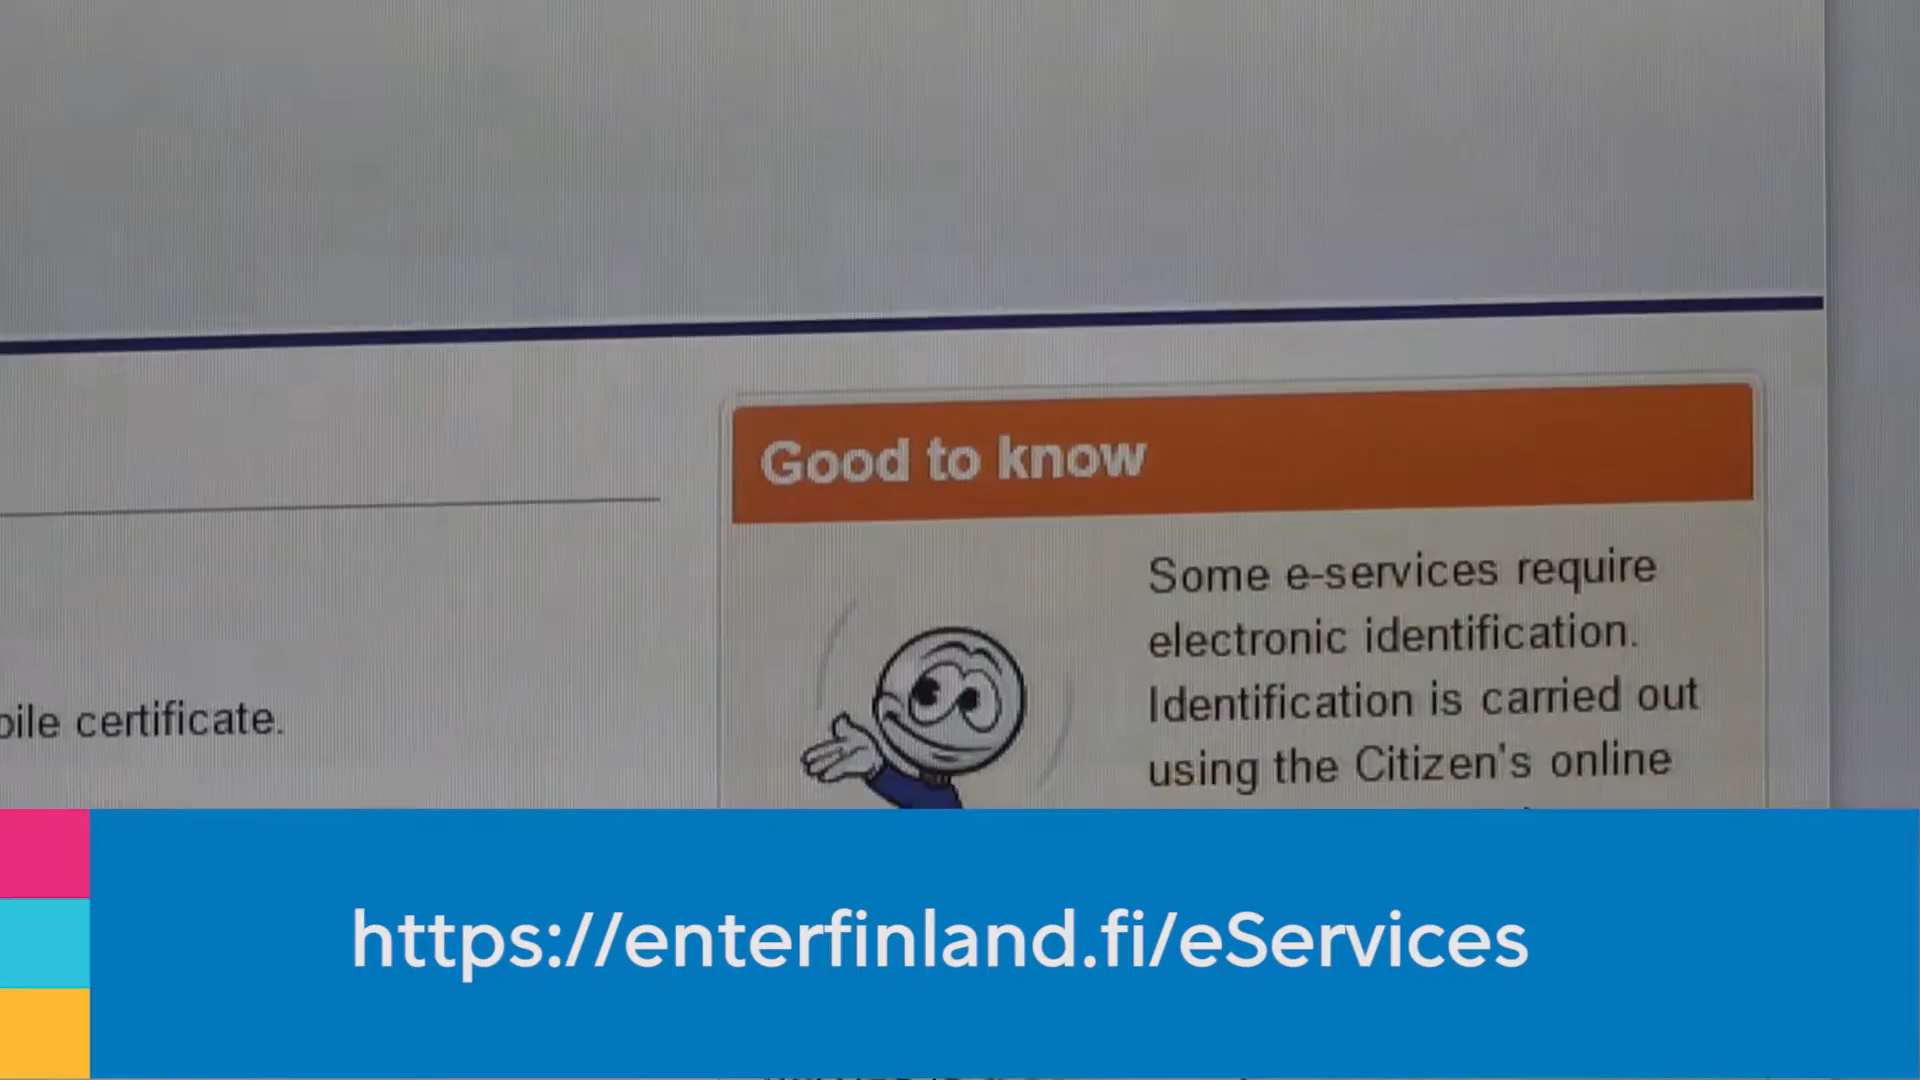 Good to know
Some e-services require
electronic identification.
Identification is carried out
using the Citizen's online
certificate.
https://enterfinland.fi/eServices